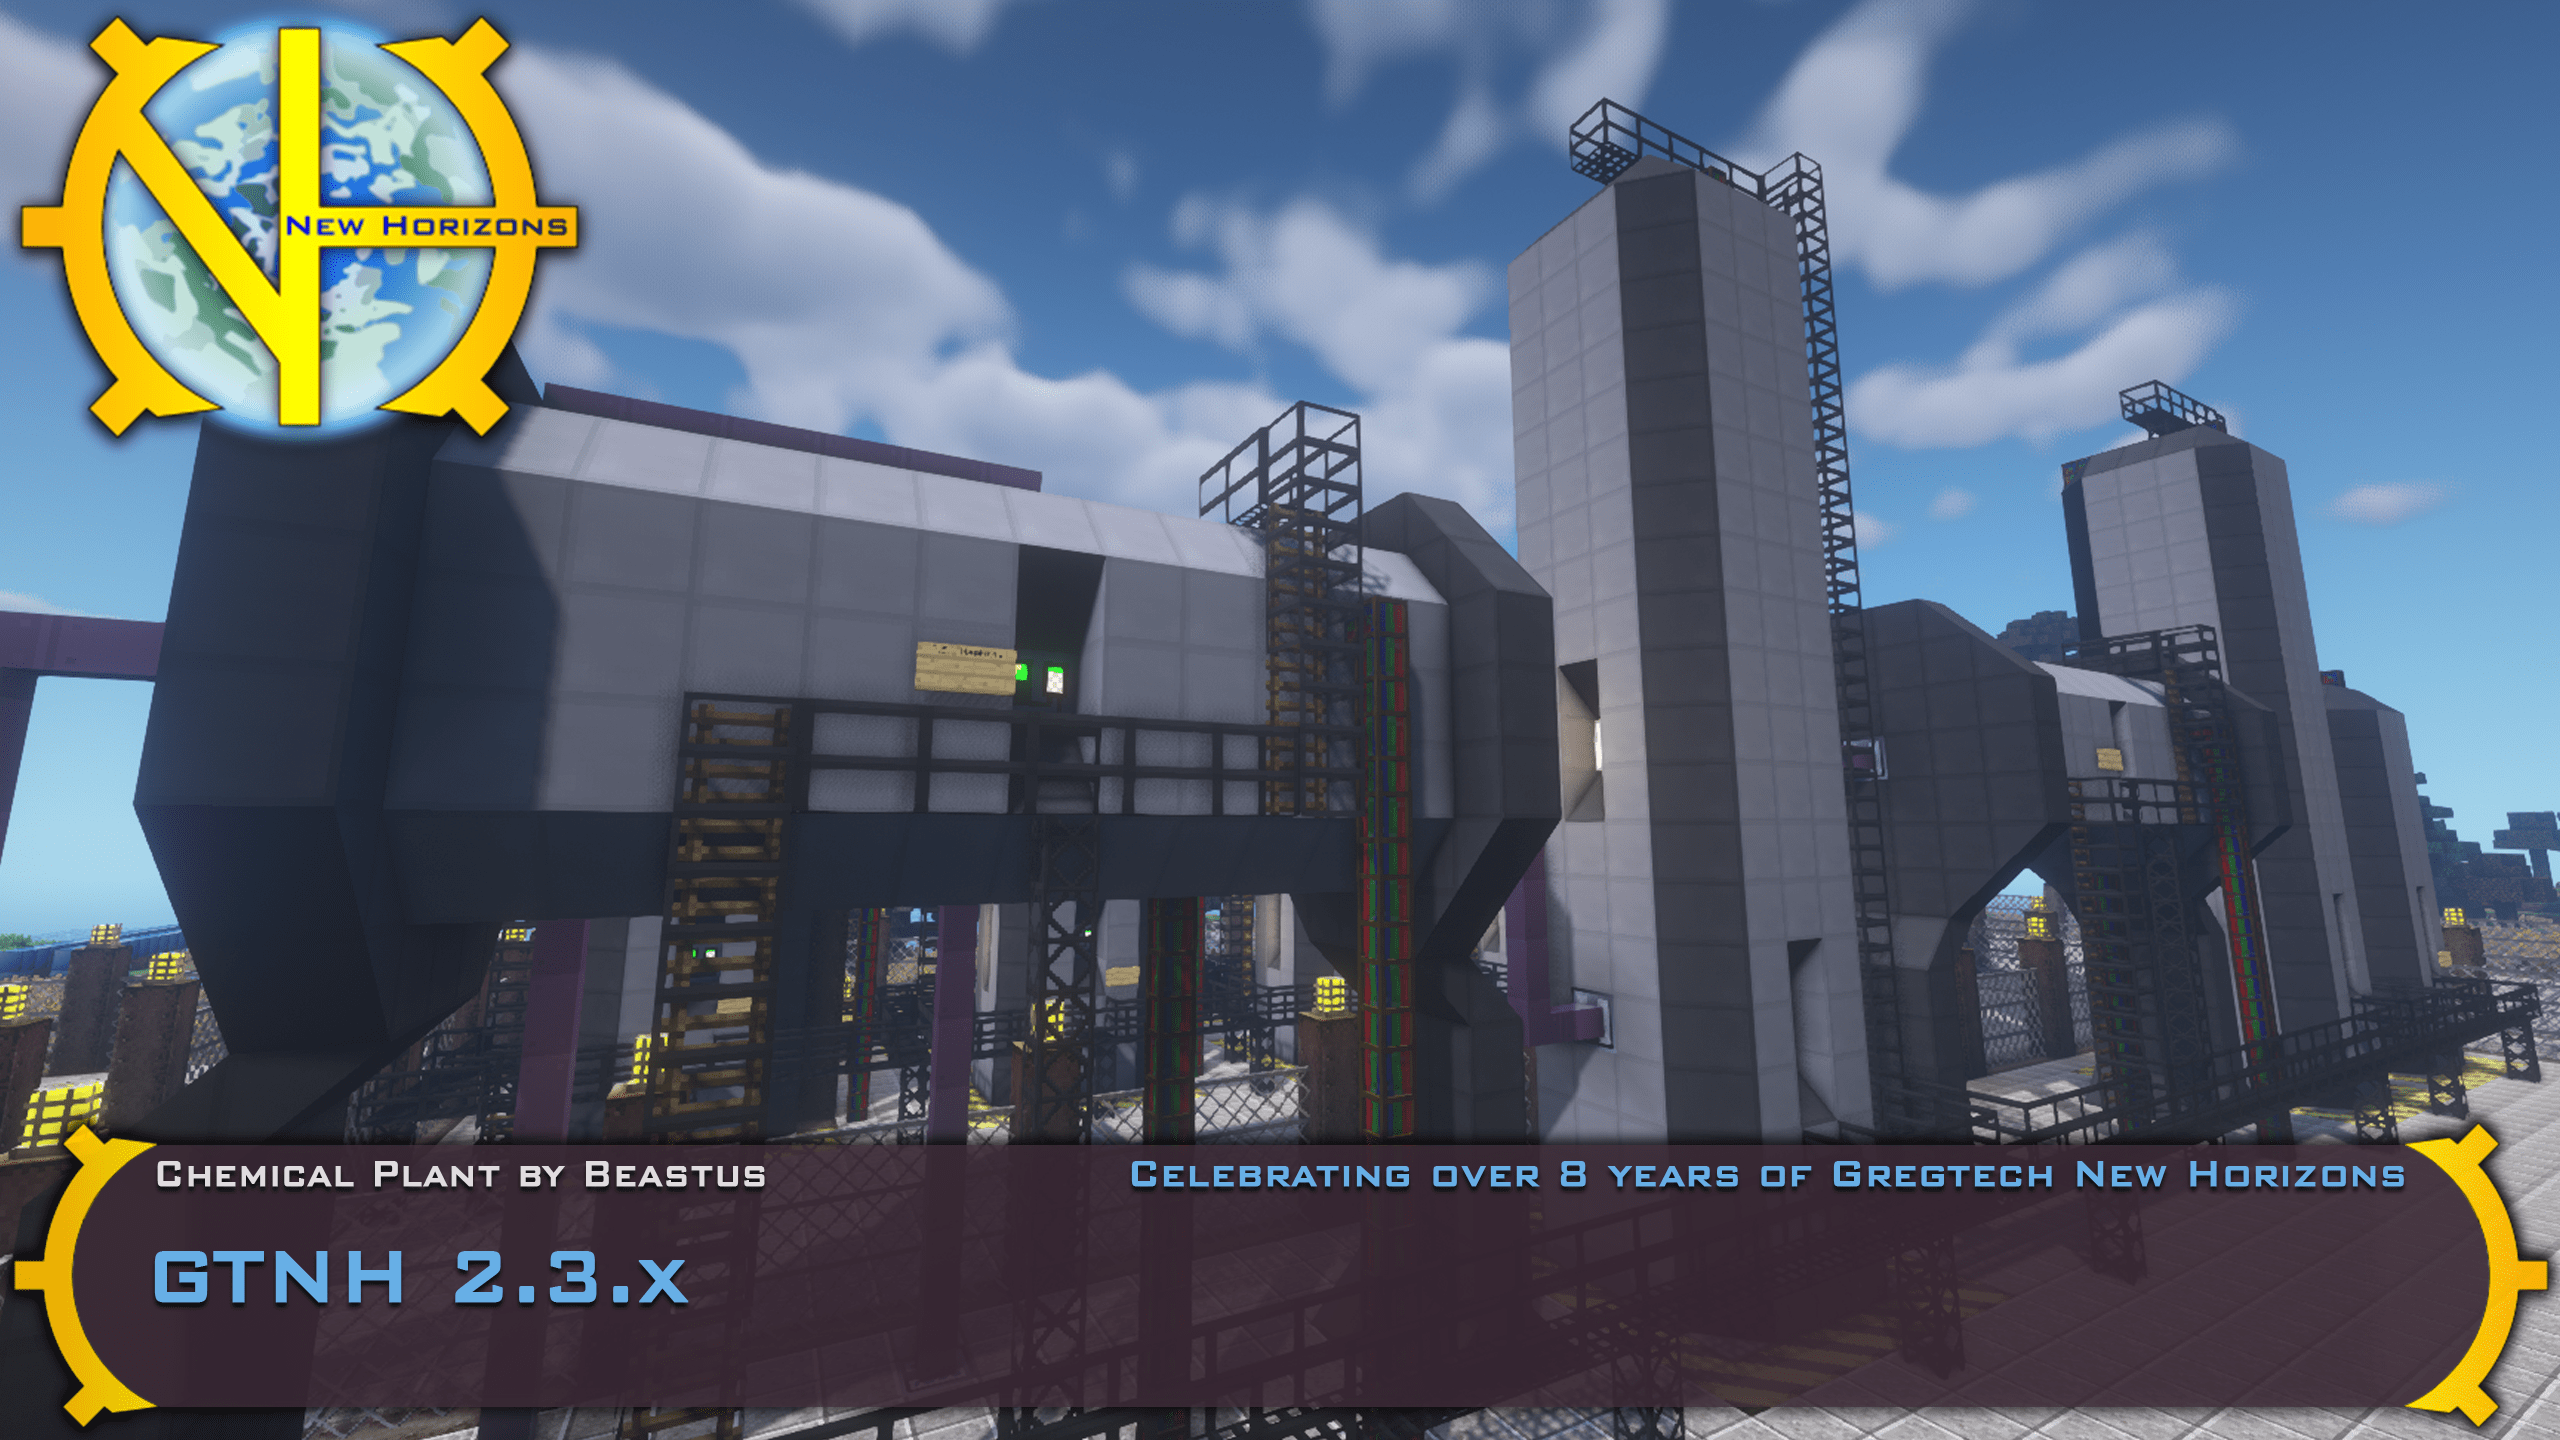 New Horizons
Chemical Plant by Beastus
Celebrating over 8 years of Gregtech New Horizons
GTNH 2.3.x